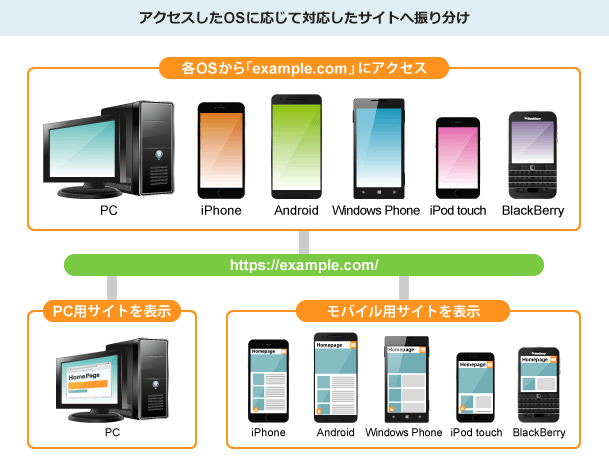 アクセスしたOSに応じて対応したサイトへ振り分け
各OSから「example.com」にアクセス
PC
iPhone
Android
Windows Phone
iPod touch
BlackBerry
https://example.com/
PC用サイトを表示
モバイル用サイトを表示
HomePage
PC
Homepage
Homepage
Homepage
Homepage
Homepage
iPhone
Android
Windows Phone
iPod touch
BlackBerry